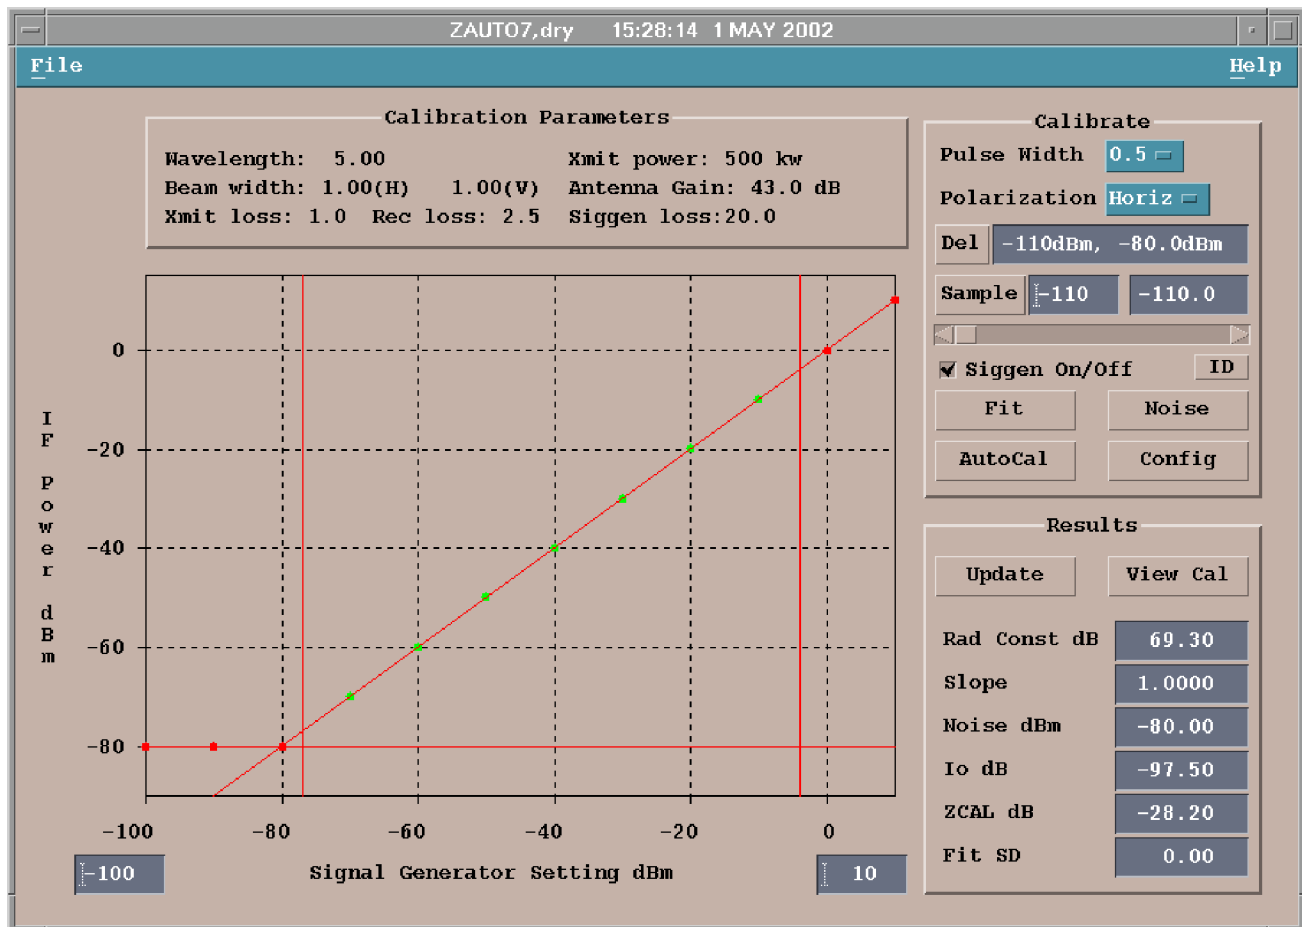 ZAUTO7,dry 15:28:14 1 MAY 2002
File Help
Calibration Parameters
Wavelength: 5.00 Xmit power: 500 kw
Beam width: 1.00(H) 1.00(V) Antenna Gain: 43.0 dB
Xmit loss: 1.0 Rec loss: 2.5 Siggen loss:20.0
Calibrate
Pulse Width 0.5
Polarization Horiz
Del -110dBm, -80.0dBm
Sample -110 -110.0
Siggen On/Off ID
Fit Noise
AutoCal Config
IF Power dBm
0
-20
-40
-60
-80
-100 -80 -60 -40 -20 0
-100 Signal Generator Setting dBm 10
Results
Update View Cal
Rad Const dB 69.30
Slope 1.0000
Noise dBm -80.00
Io dB -97.50
ZCAL dB -28.20
Fit SD 0.00